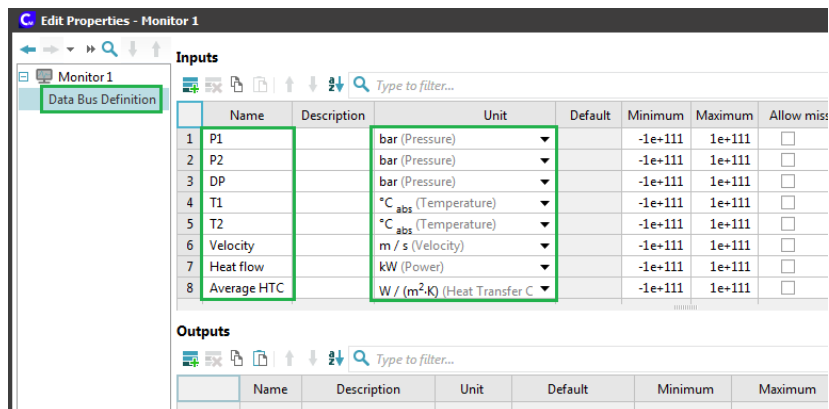 Edit Properties - Monitor 1
Monitor 1
Data Bus Definition
Inputs
Type to filter...
Name Description Unit Default Minimum Maximum Allow miss
1 P1 bar (Pressure) -1e+111 1e+111
2 P2 bar (Pressure) -1e+111 1e+111
3 DP bar (Pressure) -1e+111 1e+111
4 T1 °C abs (Temperature) -1e+111 1e+111
5 T2 °C abs (Temperature) -1e+111 1e+111
6 Velocity m / s (Velocity) -1e+111 1e+111
7 Heat flow kW (Power) -1e+111 1e+111
8 Average HTC W / (m²·K) (Heat Transfer C -1e+111 1e+111
Outputs
Type to filter...
Name Description Unit Default Minimum Maximum